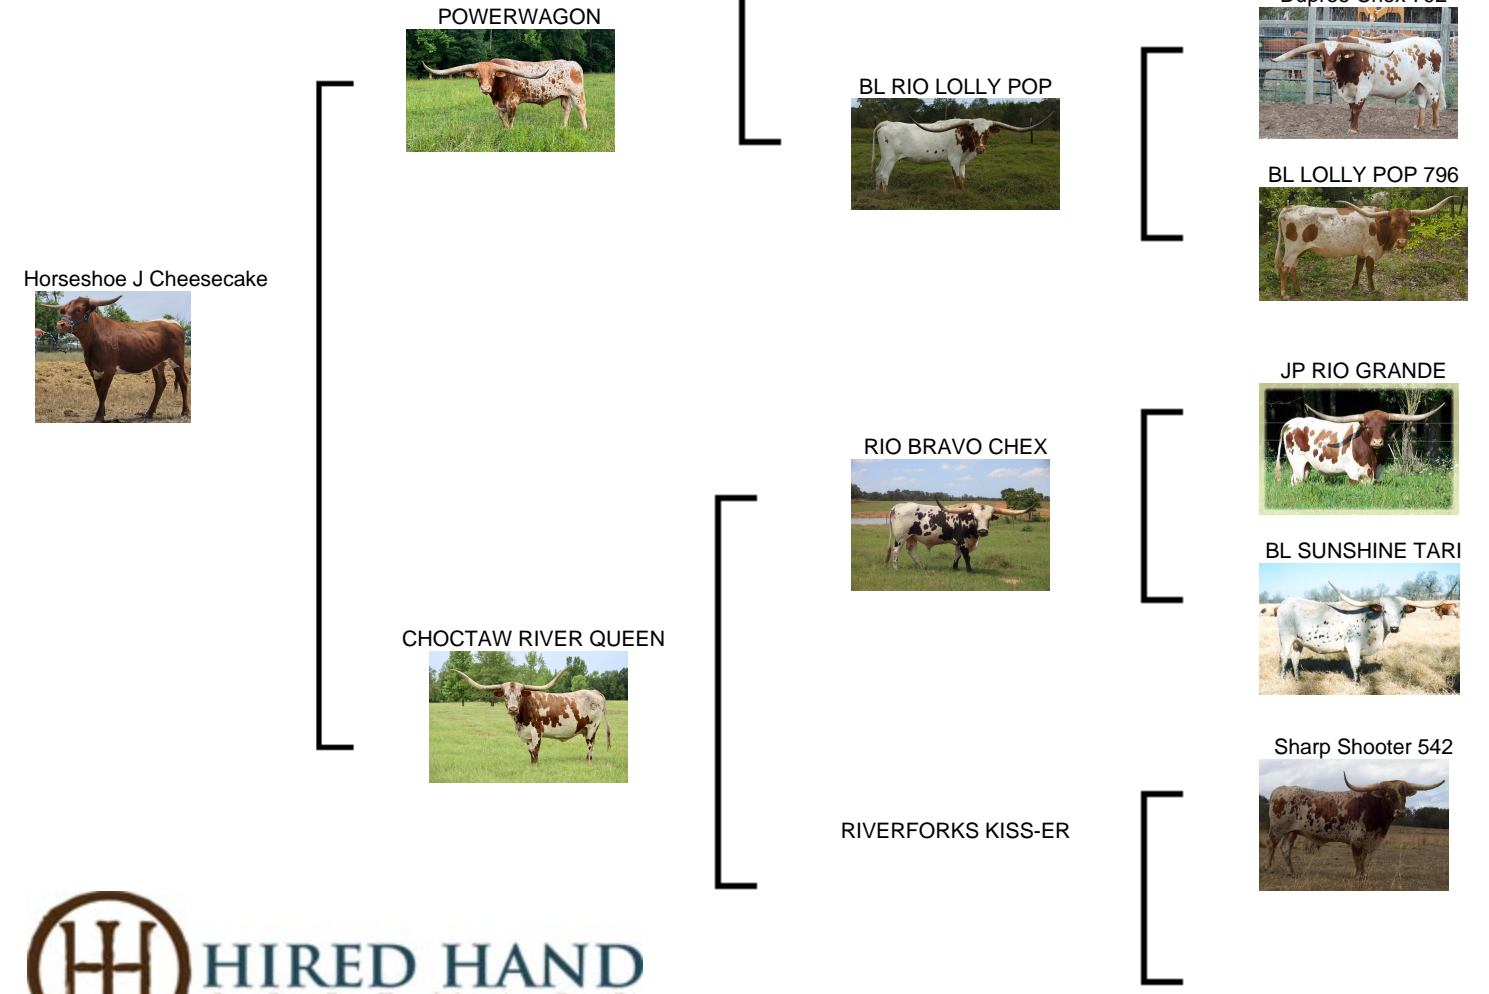 POWERWAGON
BL RIO LOLLY POP
BL LOLLY POP 796
Horseshoe J Cheesecake
JP RIO GRANDE
RIO BRAVO CHEX
BL SUNSHINE TARI
CHOCTAW RIVER QUEEN
Sharp Shooter 542
RIVERFORKS KISS-ER
HIRED HAND